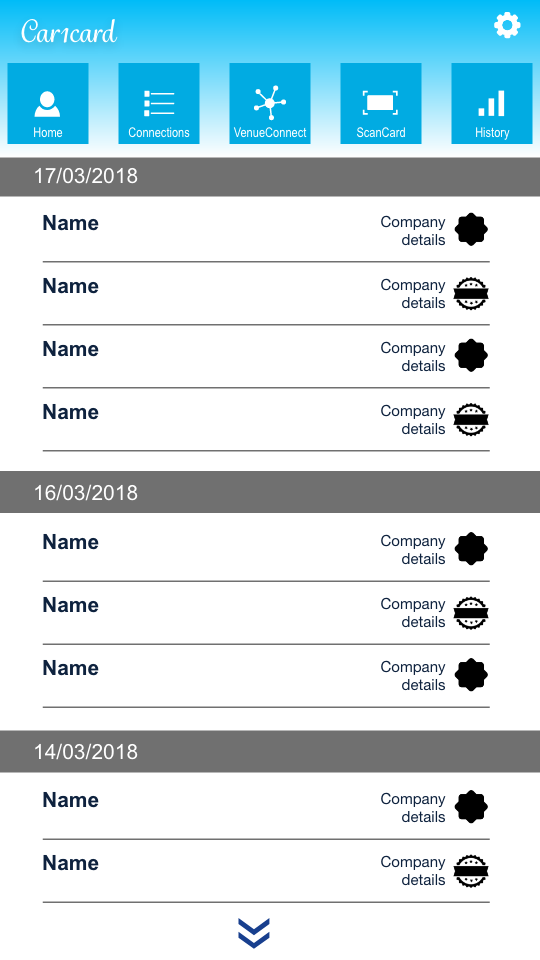 Car1card
Home
Connections
VenueConnect
ScanCard
History
17/03/2018
Name
Company
details
Name
Company
details
Name
Company
details
Name
Company
details
16/03/2018
Name
Company
details
Name
Company
details
Name
Company
details
14/03/2018
Name
Company
details
Name
Company
details